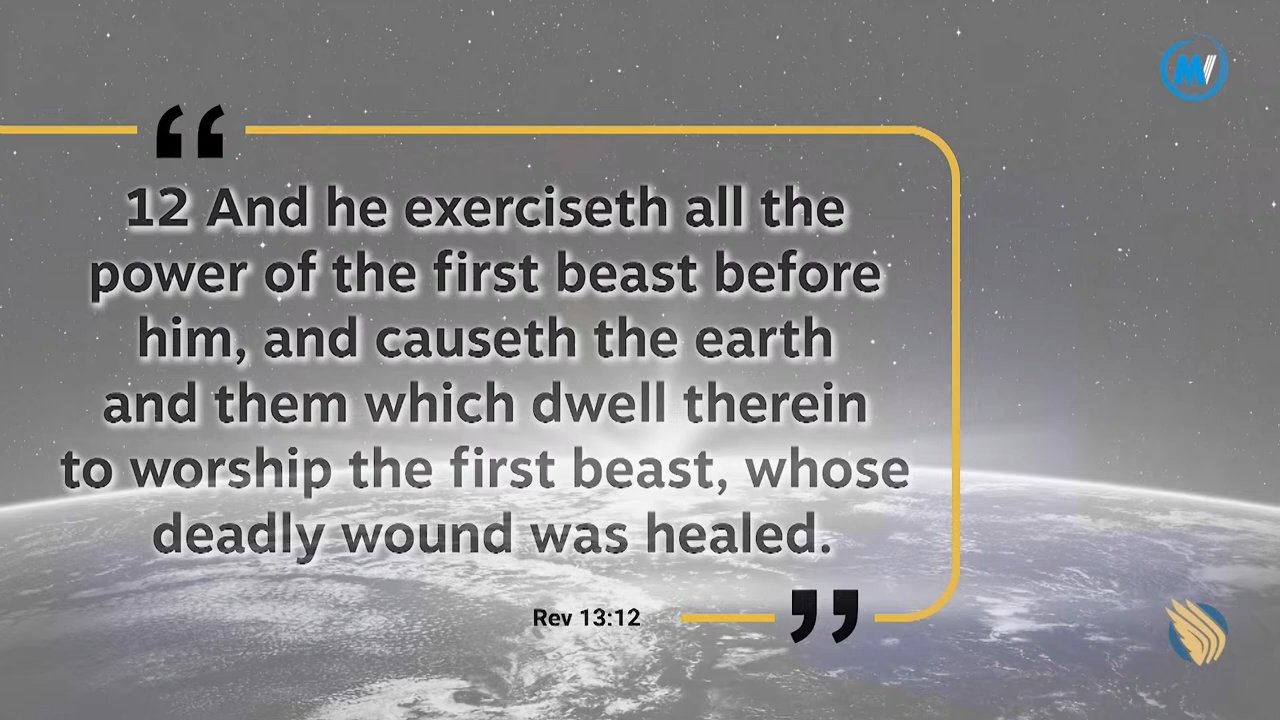 “
12 And he exerciseth all the
power of the first beast before
him, and causeth the earth
and them which dwell therein
to worship the first beast, whose
deadly wound was healed.
Rev 13:12
”